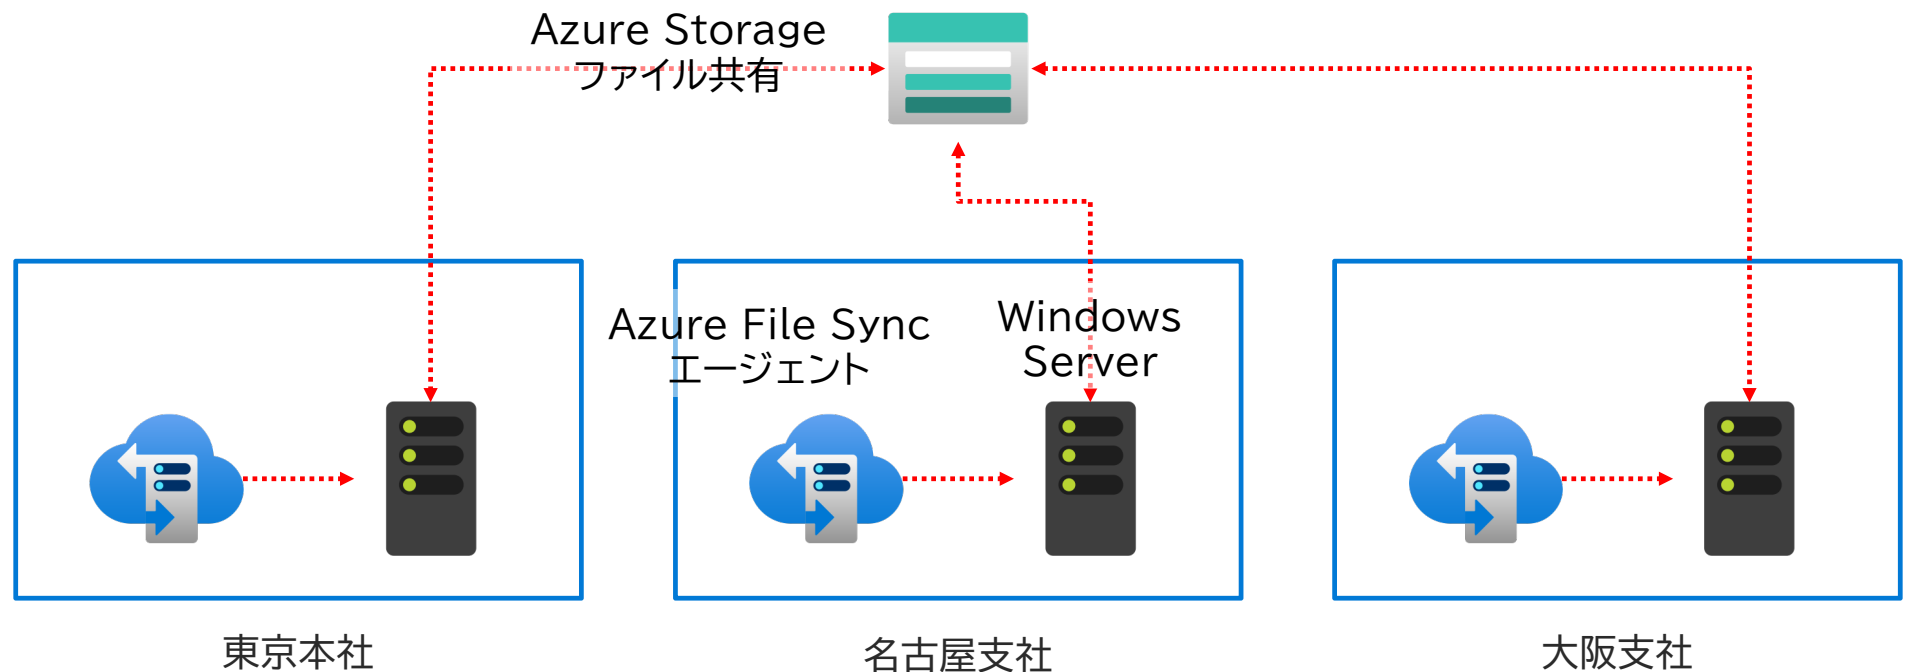 Azure Storage
ファイル共有
Azure File Sync
エージェント
Windows
Server
東京本社
名古屋支社
大阪支社